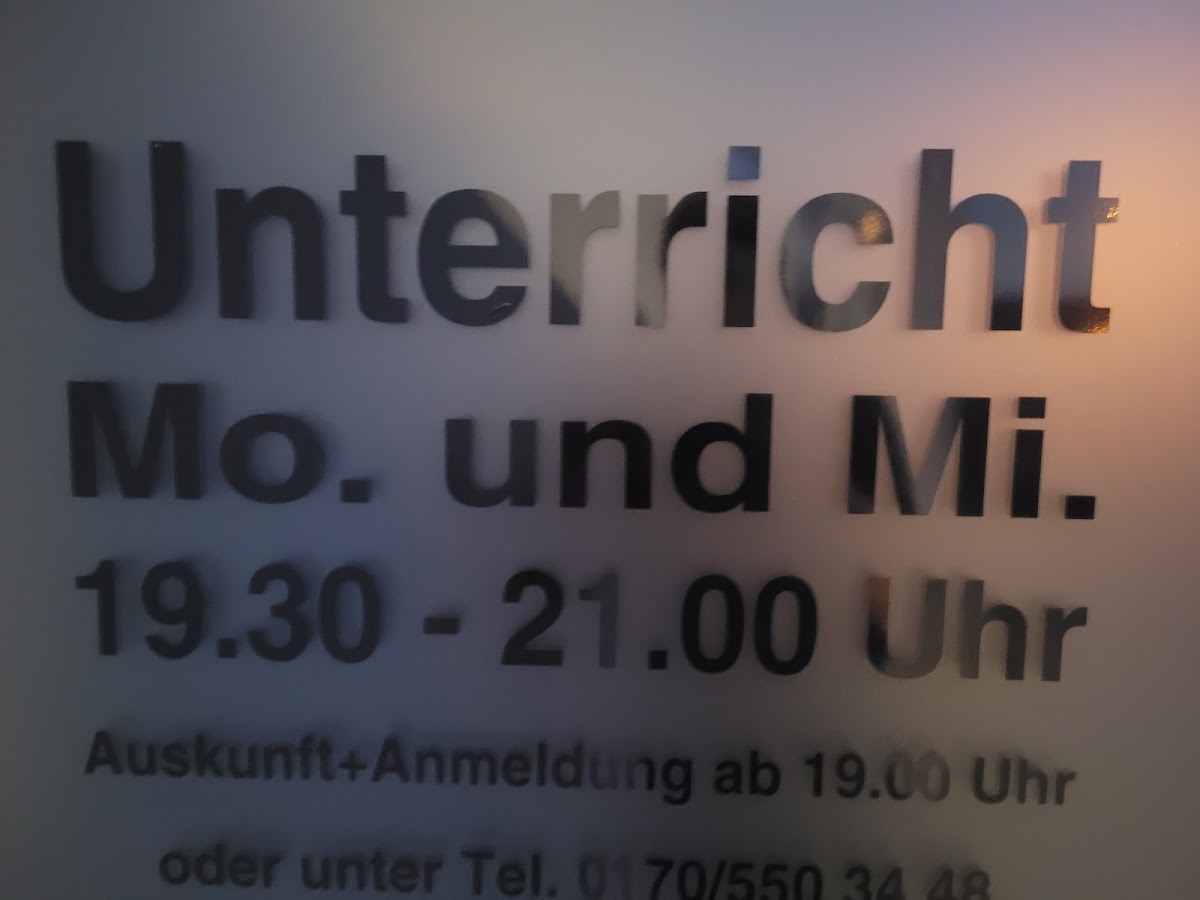 Unterricht
Mo. und Mi.
19.30 - 21.00 Uhr
Auskunft+Anmeldung ab 19.00 Uhr
oder unter Tel. 0170/550 34 48